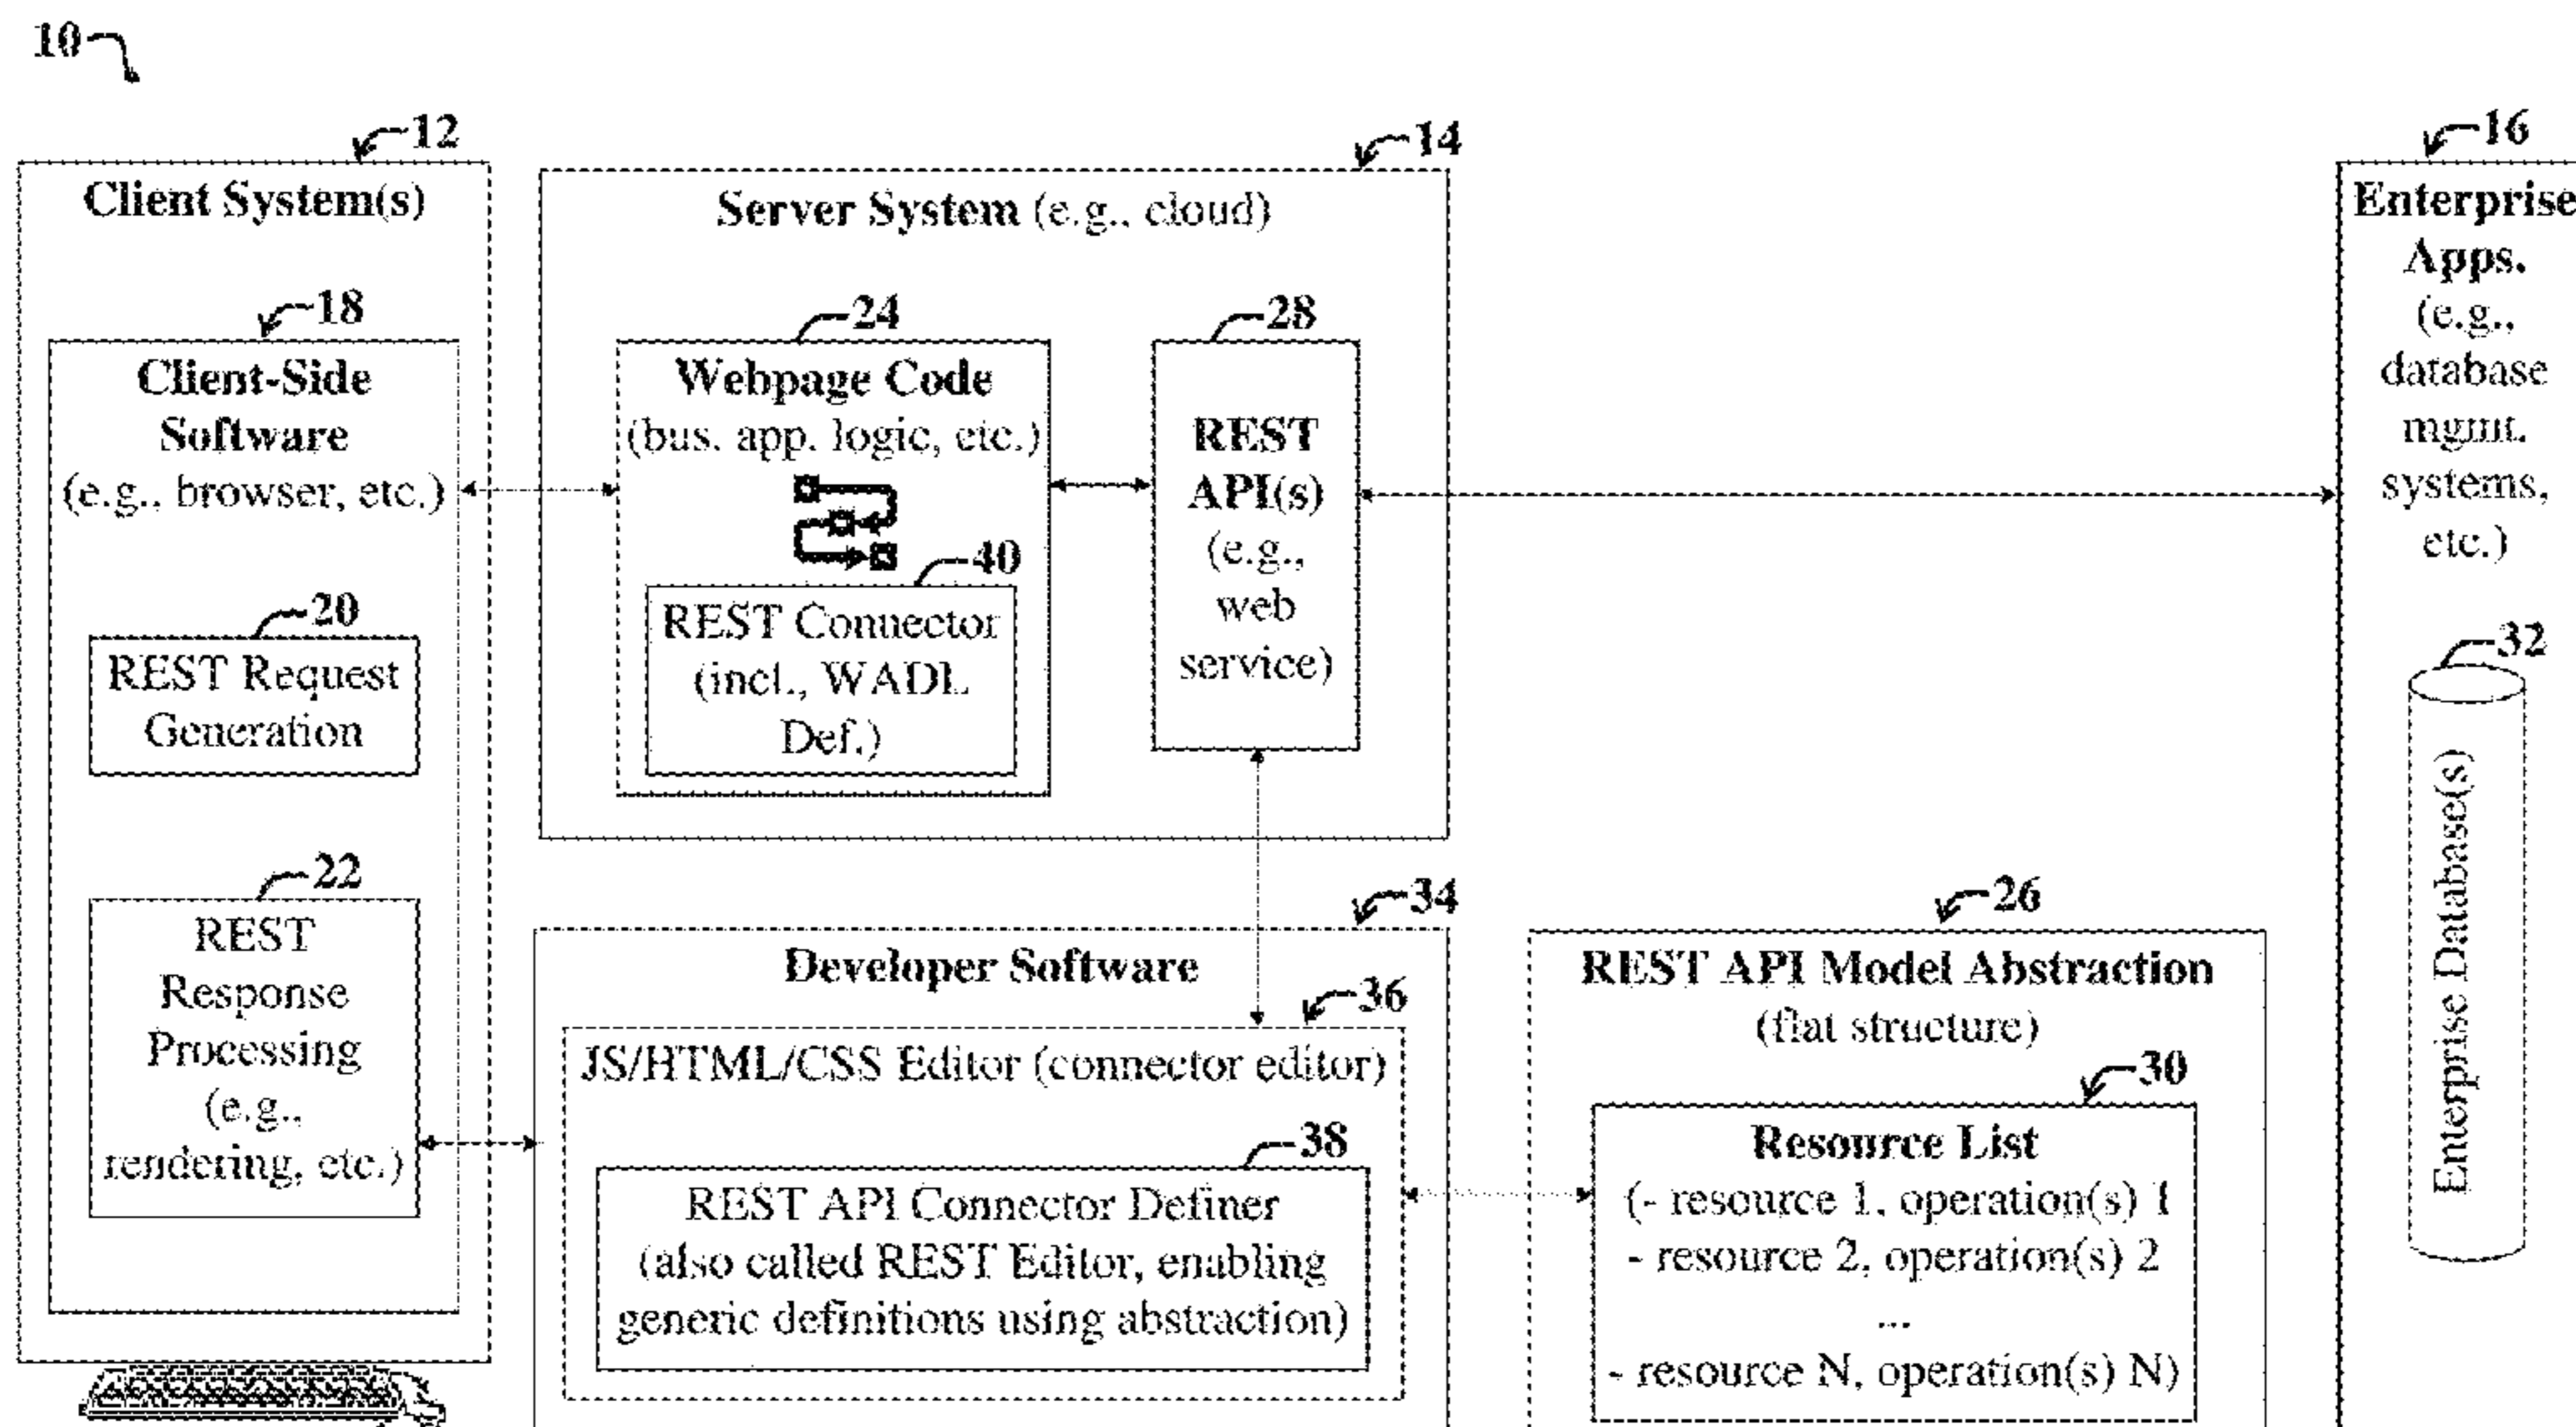 10
12
Client System(s)
18
Client-Side
Software
(e.g., browser, etc.)
20
REST Request
Generation
22
REST
Response
Processing
(e.g.,
rendering, etc.)
14
Server System (e.g., cloud)
24
Webpage Code
(bus. app. logic, etc.)
40
REST Connector
(incl., WADL
Def.)
28
REST
API(s)
(e.g.,
web
service)
34
Developer Software
36
JS/HTML/CSS Editor (connector editor)
38
REST API Connector Definer
(also called REST Editor, enabling
generic definitions using abstraction)
26
REST API Model Abstraction
(flat structure)
30
Resource List
(- resource 1, operation(s) 1
- resource 2, operation(s) 2
...
- resource N, operation(s) N)
16
Enterprise
Apps.
(e.g.,
database
mgmt.
systems,
etc.)
32
Enterprise Database(s)